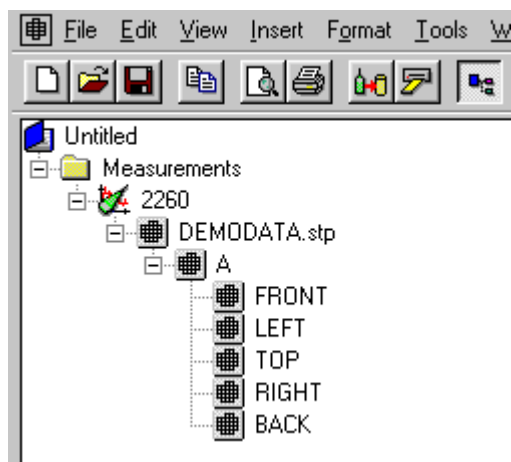 File Edit View Insert Format Tools
Untitled
Measurements
2260
DEMODATA.stp
A
FRONT
LEFT
TOP
RIGHT
BACK